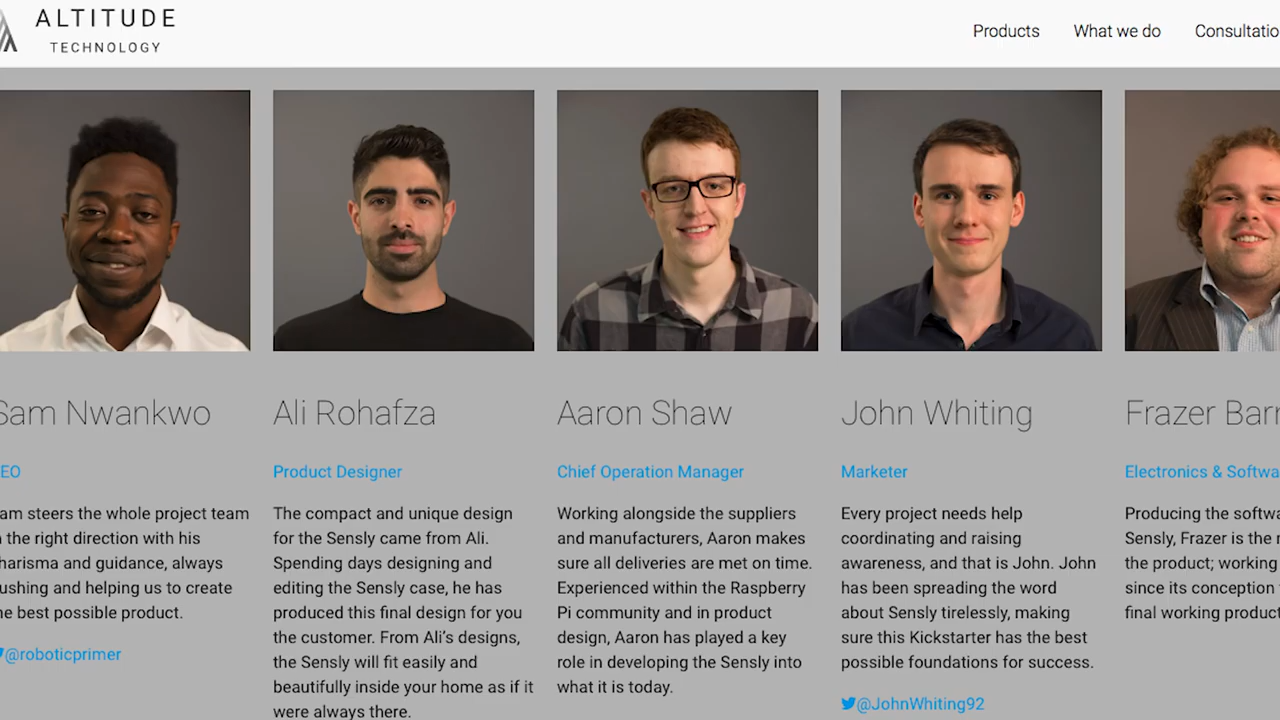 ALTITUDE
TECHNOLOGY
Products What we do Consultatio
Sam Nwankwo
EO
am steers the whole project team
the right direction with his
harisma and guidance, always
ushing and helping us to create
he best possible product.
@roboticprimer
Ali Rohafza
Product Designer
The compact and unique design
for the Sensly came from Ali.
Spending days designing and
editing the Sensly case, he has
produced this final design for you
the customer. From Ali's designs,
the Sensly will fit easily and
beautifully inside your home as if it
were always there.
Aaron Shaw
Chief Operation Manager
Working alongside the suppliers
and manufacturers, Aaron makes
sure all deliveries are met on time.
Experienced within the Raspberry
Pi community and in product
design, Aaron has played a key
role in developing the Sensly into
what it is today.
John Whiting
Marketer
Every project needs help
coordinating and raising
awareness, and that is John. John
has been spreading the word
about Sensly tirelessly, making
sure this Kickstarter has the best
possible foundations for success.
@JohnWhiting92
Frazer Bar
Electronics & Softwa
Producing the softwa
Sensly, Frazer is the
the product; working
since its conception
final working product